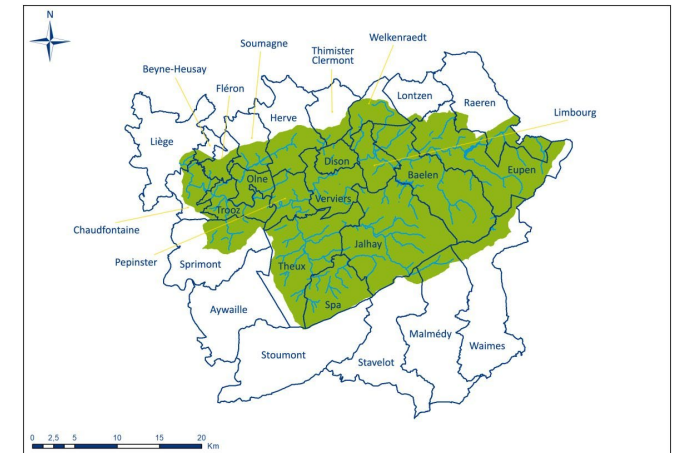 N
Soumagne
Welkenraedt
Thimister
Clermont
Beyne-Heusay
Fléron
Herve
Lontzen
Raeren
Limbourg
Liège
Dison
Eupen
Olne
Baelen
Trooz
Verviers
Chaudfontaine
Jalhay
Pepinster
Sprimont
Theux
Spa
Aywaille
Malmédy
Waimes
Stoumont
Stavelot
0 2,5 5 10 15 20
Km